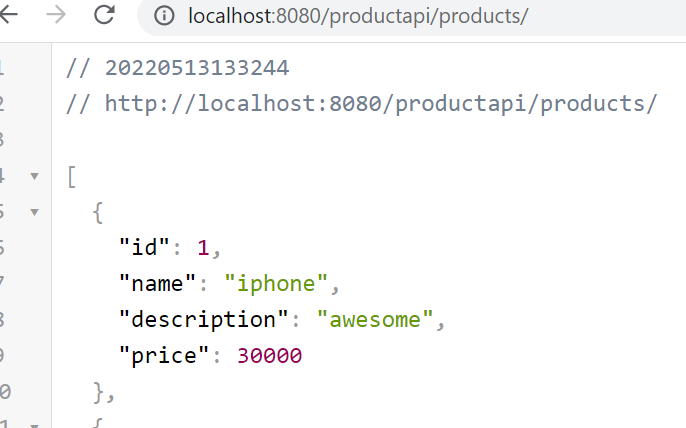 localhost:8080/productapi/products/
// 20220513133244
// http://localhost:8080/productapi/products/
[
{
"id": 1,
"name": "iphone",
"description": "awesome",
"price": 30000
},
{